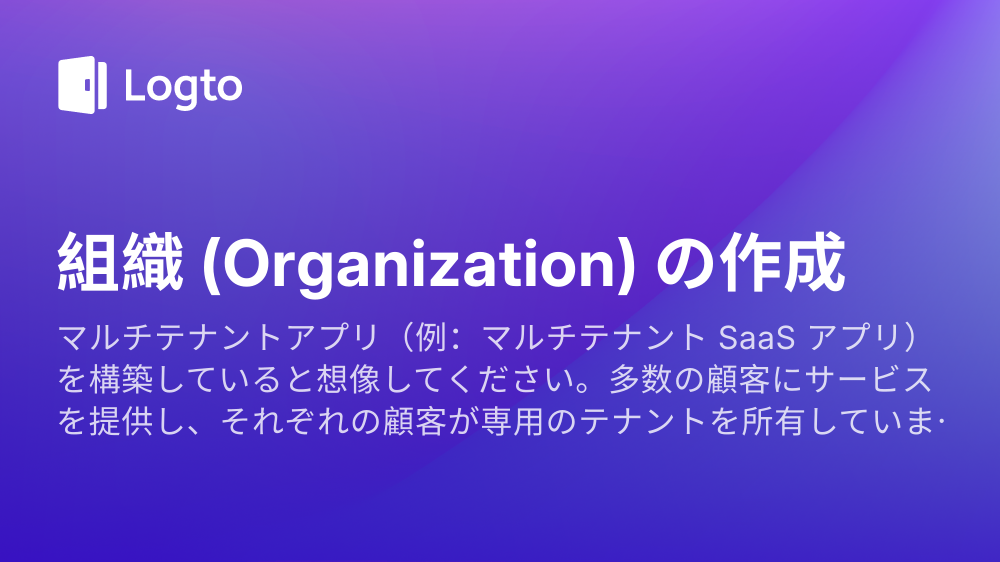 Logto
組織 (Organization) の作成
マルチテナントアプリ（例：マルチテナント SaaS アプリ）
を構築していると想像してください。多数の顧客にサービス
を提供し、それぞれの顧客が専用のテナントを所有していま·